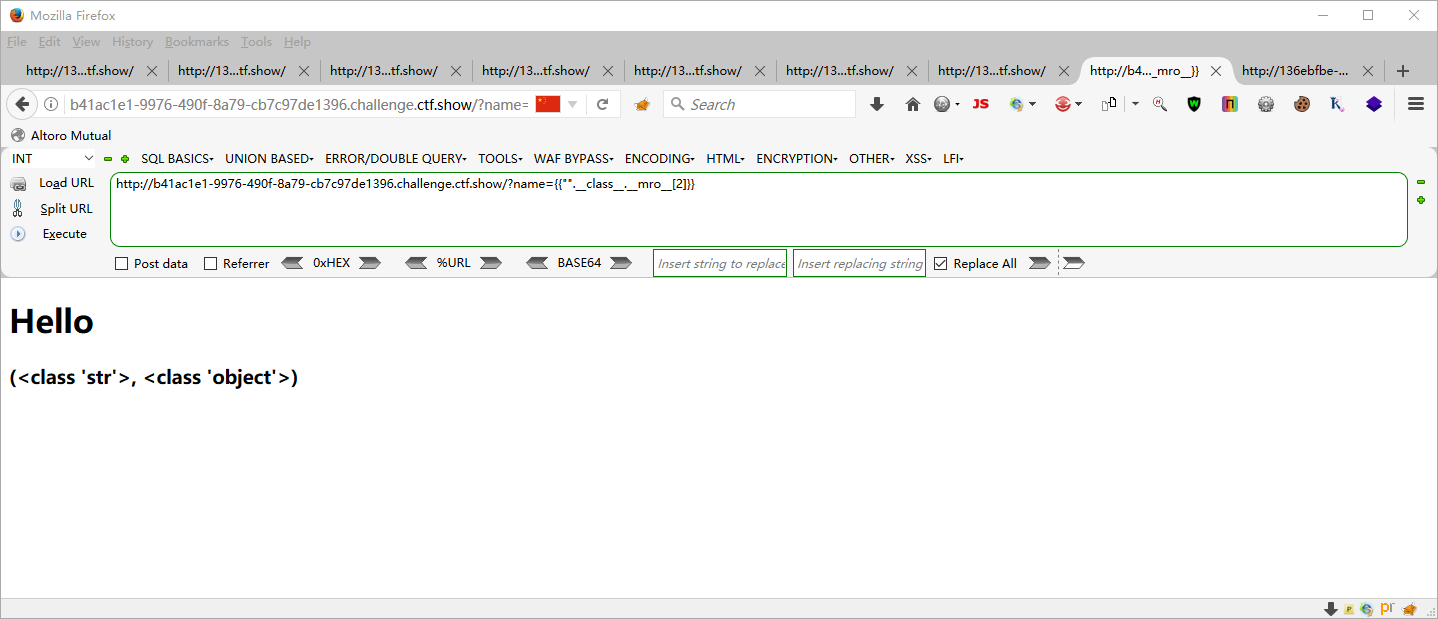 Mozilla Firefox
File Edit View History Bookmarks Tools Help
http://13...tf.show/ http://13...tf.show/ http://13...tf.show/ http://13...tf.show/ http://13...tf.show/ http://13...tf.show/ http://13...tf.show/ http://b4..._mro__}} http://136ebfbe-...
b41ac1e1-9976-490f-8a79-cb7c97de1396.challenge.ctf.show/?name= Search JS
Altoro Mutual
INT SQL BASICS UNION BASED ERROR/DOUBLE QUERY TOOLS WAF BYPASS ENCODING HTML ENCRYPTION OTHER XSS LFI
Load URL http://b41ac1e1-9976-490f-8a79-cb7c97de1396.challenge.ctf.show/?name={{"".__class__.__mro__[2]}}
Split URL
Execute
Post data Referrer 0xHEX %URL BASE64 Insert string to replace Insert replacing string Replace All
Hello
(<class 'str'>, <class 'object'>)
pr